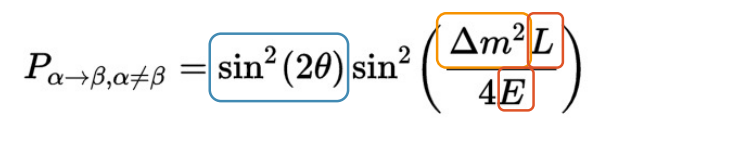 P_{α→β,α≠β} = sin²(2θ) sin²(Δm²L / 4E)